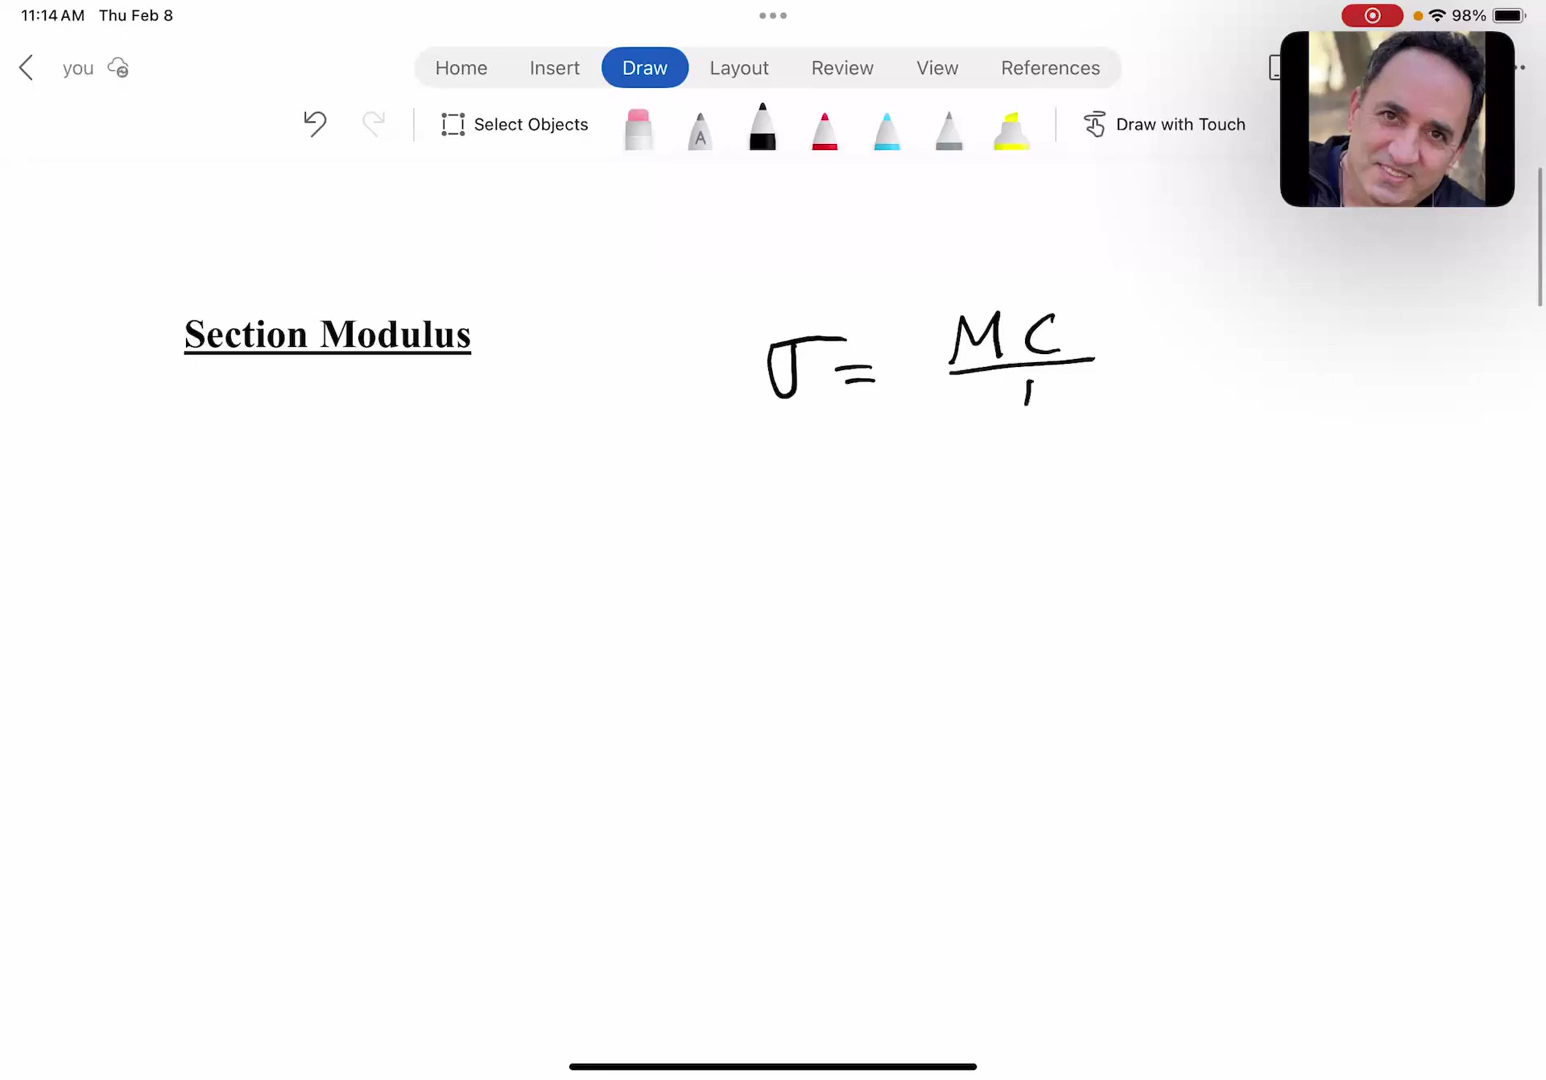 11:14 AM Thu Feb 8
98%
you
Home Insert Draw Layout Review View References
Select Objects
A
Draw with Touch
Section Modulus
σ = MC
I